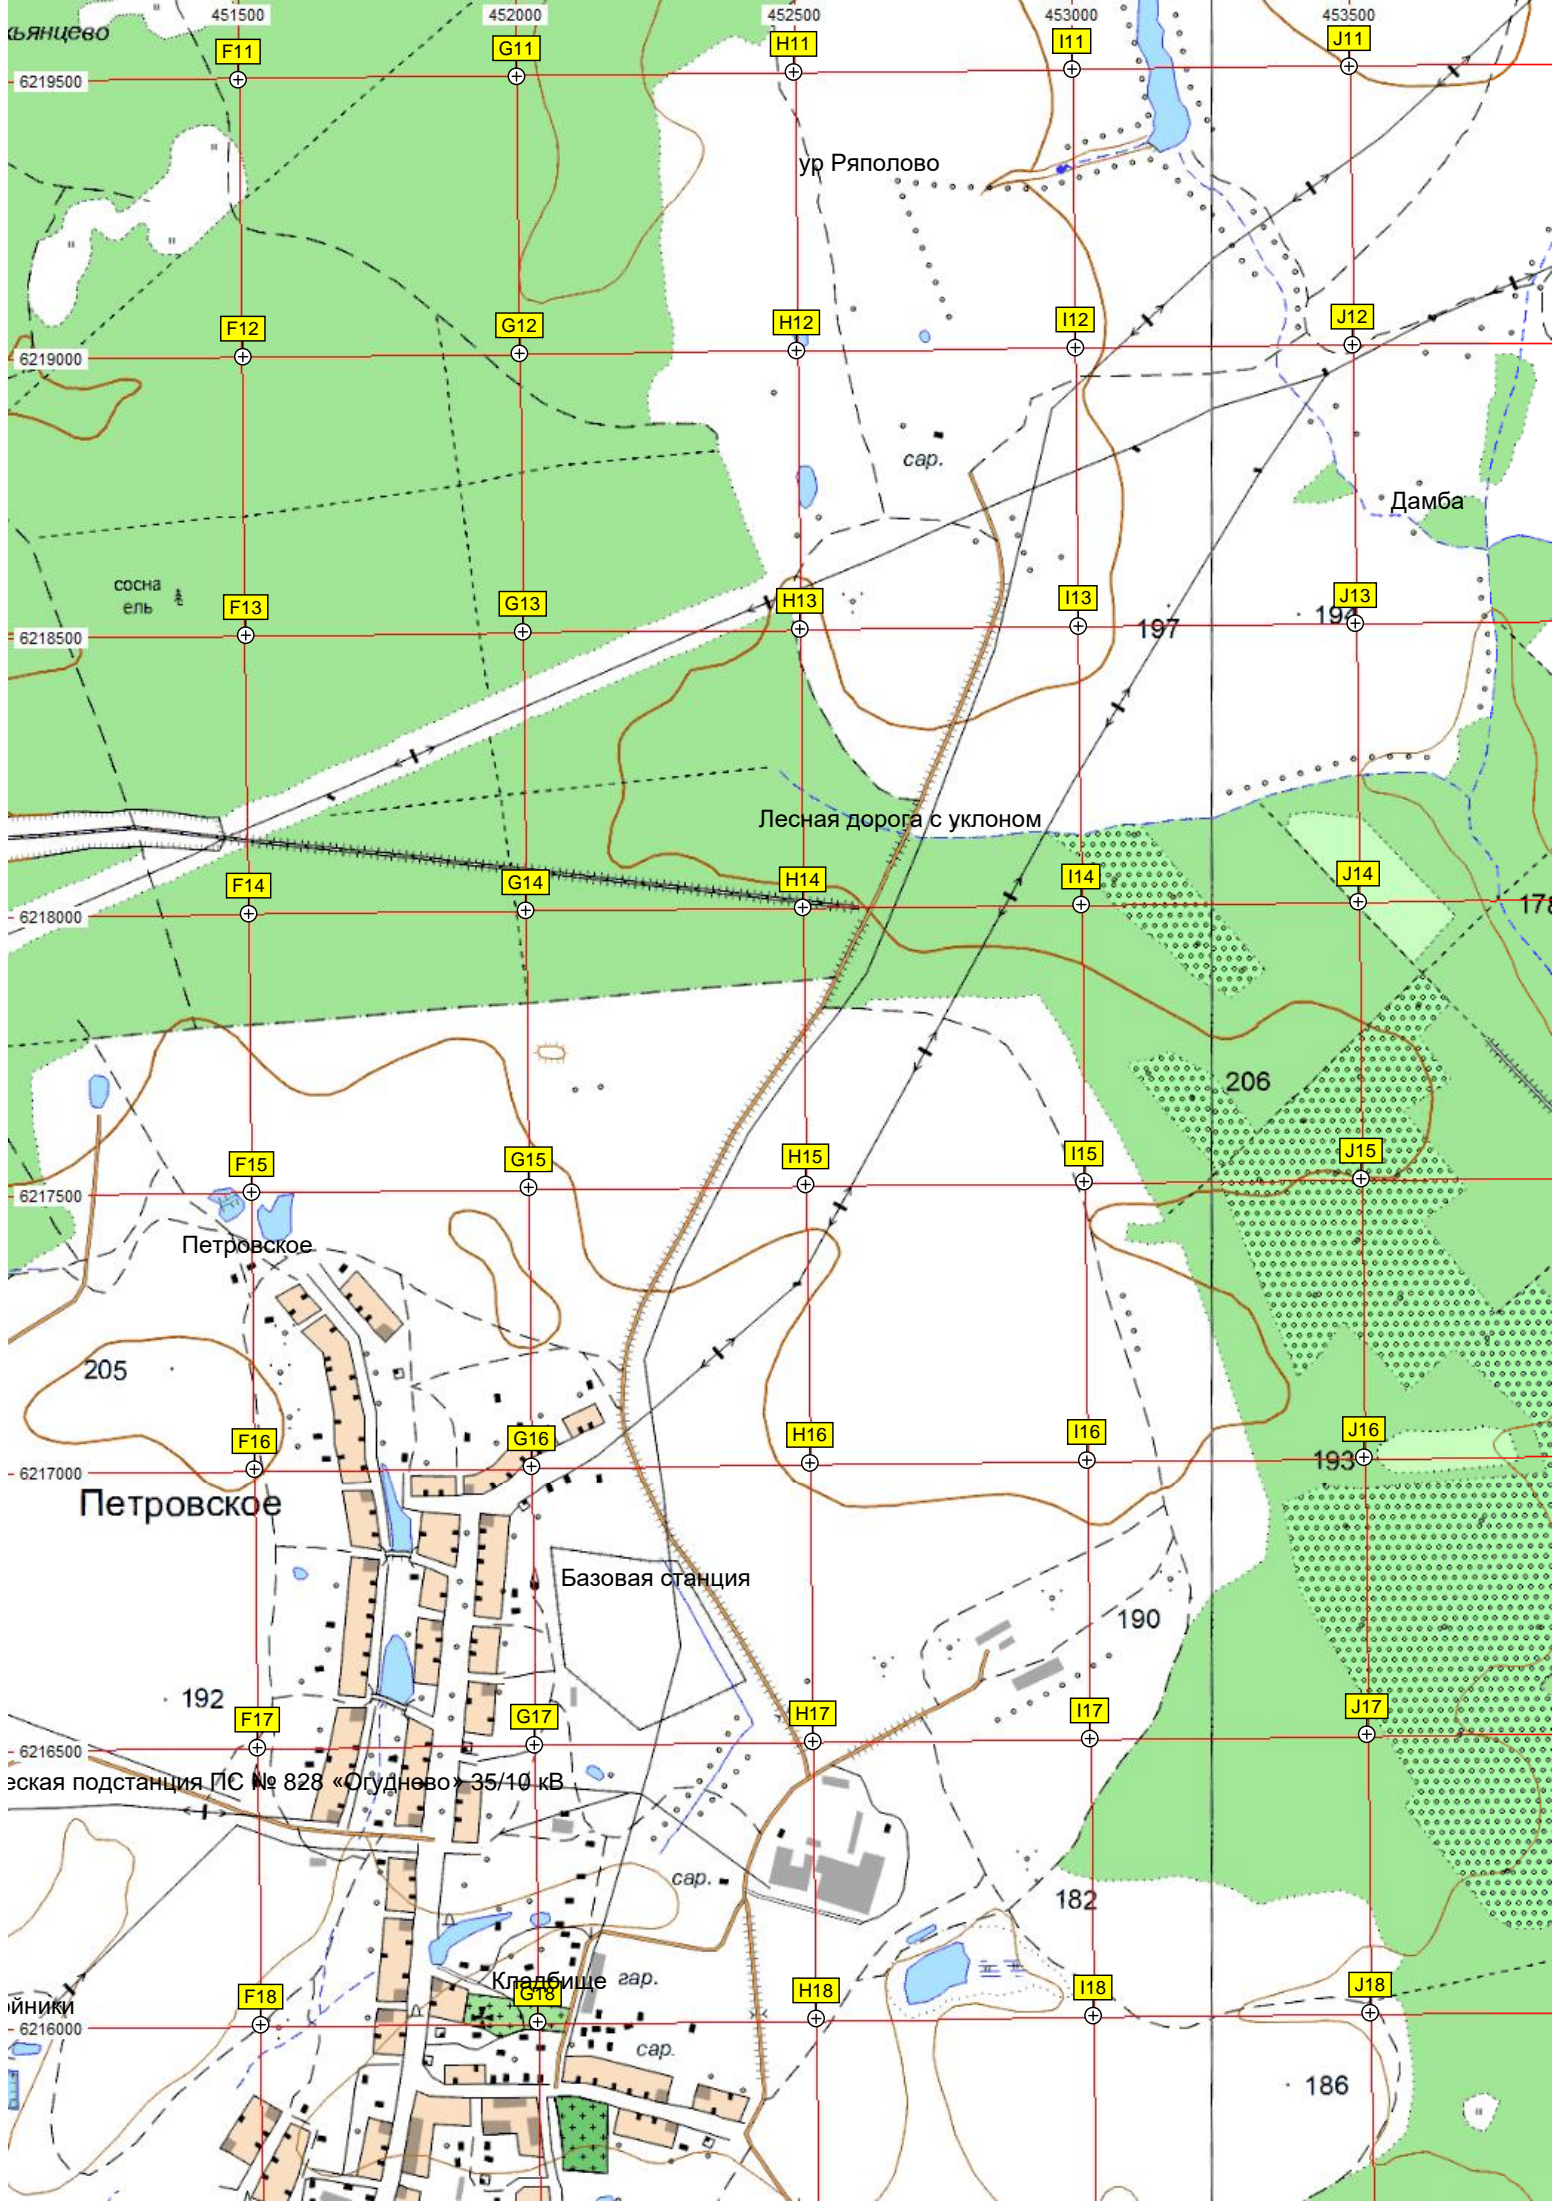 451500 452000 452500 453000 453500
F11 G11 H11 I11 J11
6219500
ур Ряполово
F12 G12 H12 I12 J12
6219000
сар.
Дамба
сосна
ель
F13 G13 H13 I13 J13
6218500
197
194
Лесная дорога с уклоном
F14 G14 H14 I14 J14
6218000
178
206
F15 G15 H15 I15 J15
6217500
Петровское
205
F16 G16 H16 I16 J16
6217000
193
Петровское
Базовая станция
190
192
F17 G17 H17 I17 J17
6216500
еская подстанция ПС № 828 «Огуднево» 35/10 кВ
сар.
182
Кладбище
гар.
F18 G18 H18 I18 J18
ойники
6216000
сар.
186